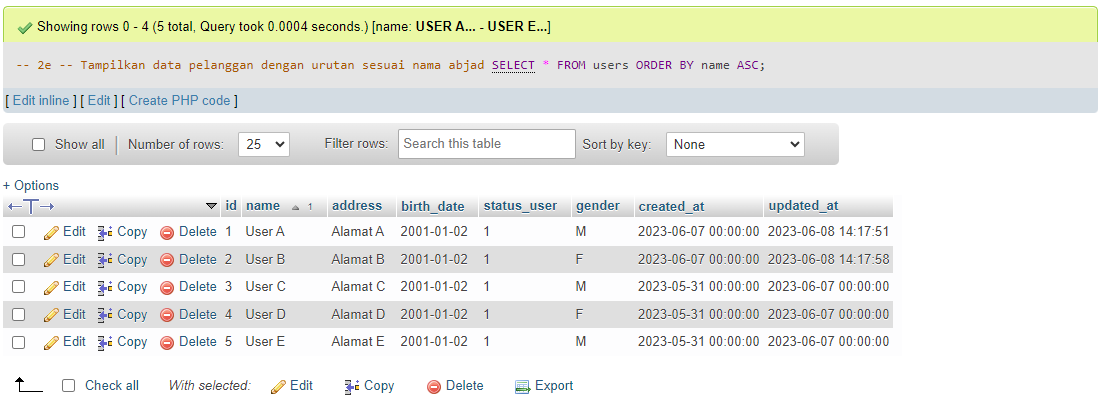 Showing rows 0 - 4 (5 total, Query took 0.0004 seconds.) [name: USER A... - USER E...]
-- 2e -- Tampilkan data pelanggan dengan urutan sesuai nama abjad SELECT * FROM users ORDER BY name ASC;
[ Edit inline ] [ Edit ] [ Create PHP code ]
Show all Number of rows: 25 Filter rows: Search this table Sort by key: None
+ Options
id name 1 address birth_date status_user gender created_at updated_at
Edit Copy Delete 1 User A Alamat A 2001-01-02 1 M 2023-06-07 00:00:00 2023-06-08 14:17:51
Edit Copy Delete 2 User B Alamat B 2001-01-02 1 F 2023-06-07 00:00:00 2023-06-08 14:17:58
Edit Copy Delete 3 User C Alamat C 2001-01-02 1 M 2023-05-31 00:00:00 2023-06-07 00:00:00
Edit Copy Delete 4 User D Alamat D 2001-01-02 1 F 2023-05-31 00:00:00 2023-06-07 00:00:00
Edit Copy Delete 5 User E Alamat E 2001-01-02 1 M 2023-05-31 00:00:00 2023-06-07 00:00:00
Check all With selected: Edit Copy Delete Export